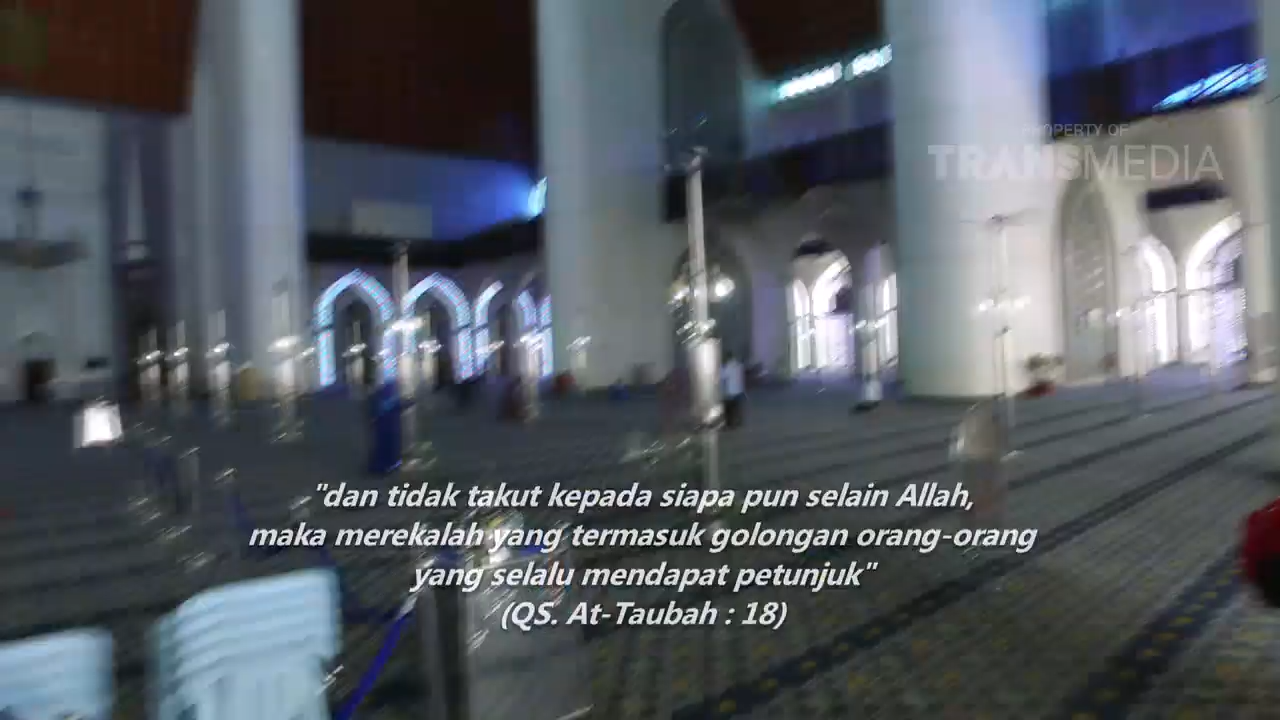 PROPERTY OF
TRANSMEDIA
"dan tidak takut kepada siapa pun selain Allah,
maka merekalah yang termasuk golongan orang-orang
yang selalu mendapat petunjuk"
(QS. At-Taubah : 18)